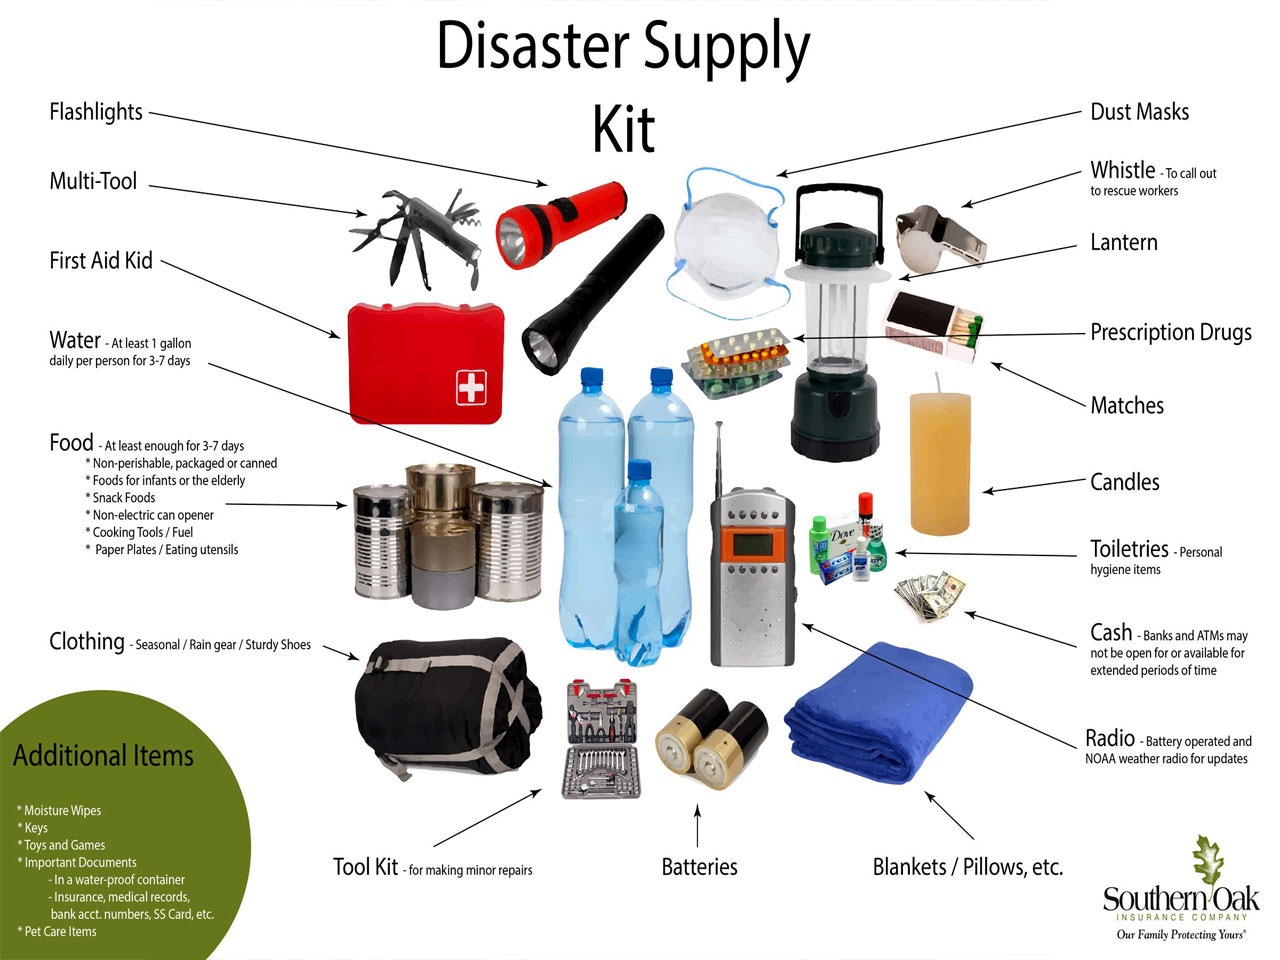 Disaster Supply
Kit
Flashlights
Multi-Tool
First Aid Kid
Water - At least 1 gallon
daily per person for 3-7 days
Food - At least enough for 3-7 days
* Non-perishable, packaged or canned
* Foods for infants or the elderly
* Snack Foods
* Non-electric can opener
* Cooking Tools / Fuel
* Paper Plates / Eating utensils
Clothing - Seasonal / Rain gear / Sturdy Shoes
Additional Items
* Moisture Wipes
* Keys
* Toys and Games
* Important Documents
- In a water-proof container
- Insurance, medical records,
bank acct. numbers, SS Card, etc.
* Pet Care Items
Tool Kit - for making minor repairs
Batteries
Blankets / Pillows, etc.
Dust Masks
Whistle - To call out
to rescue workers
Lantern
Prescription Drugs
Matches
Candles
Toiletries - Personal
hygiene items
Cash - Banks and ATMs may
not be open for or available for
extended periods of time
Radio - Battery operated and
NOAA weather radio for updates
Dove
Crest
Southern Oak
INSURANCE COMPANY
Our Family Protecting Yours®